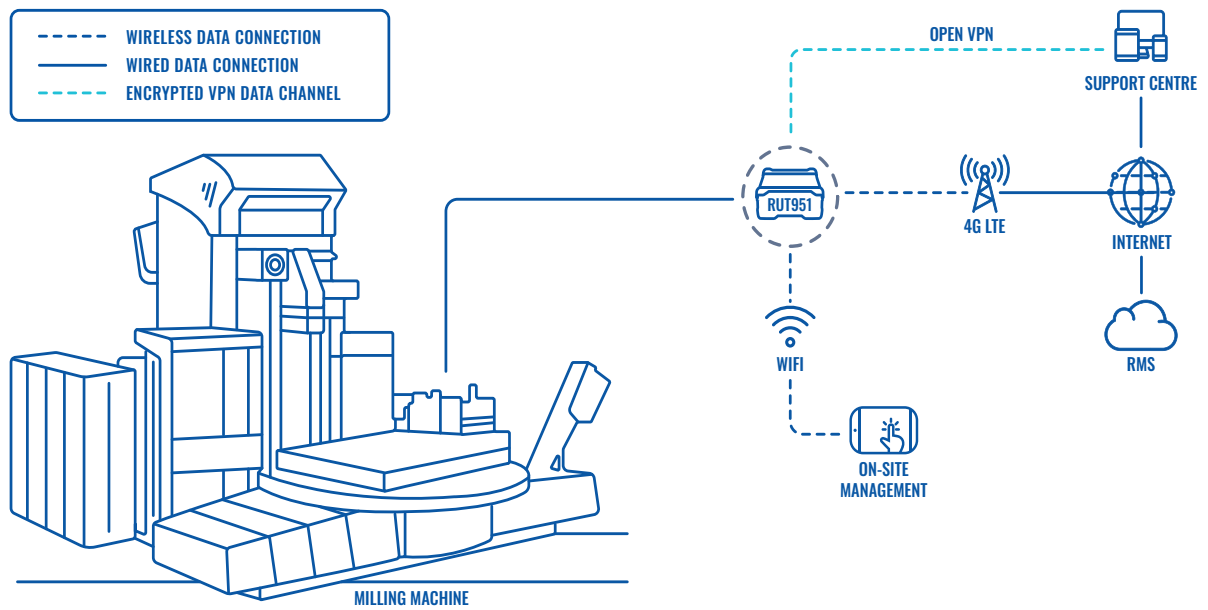 WIRELESS DATA CONNECTION
WIRED DATA CONNECTION
ENCRYPTED VPN DATA CHANNEL
OPEN VPN
SUPPORT CENTRE
RUT951
4G LTE
INTERNET
WIFI
RMS
ON-SITE
MANAGEMENT
MILLING MACHINE